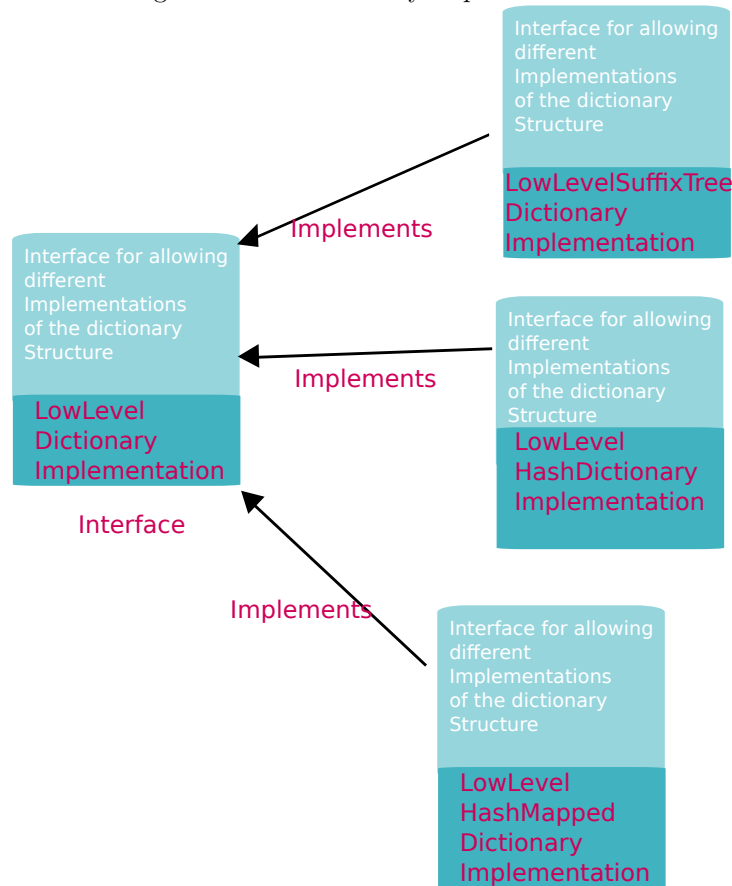 Interface for allowing
different
Implementations
of the dictionary
Structure
LowLevelSuffixTree
Dictionary
Implementation
Implements
Interface for allowing
different
Implementations
of the dictionary
Structure
LowLevel
Dictionary
Implementation
Interface
Implements
Interface for allowing
different
Implementations
of the dictionary
Structure
LowLevel
HashDictionary
Implementation
Implements
Interface for allowing
different
Implementations
of the dictionary
Structure
LowLevel
HashMapped
Dictionary
Implementation